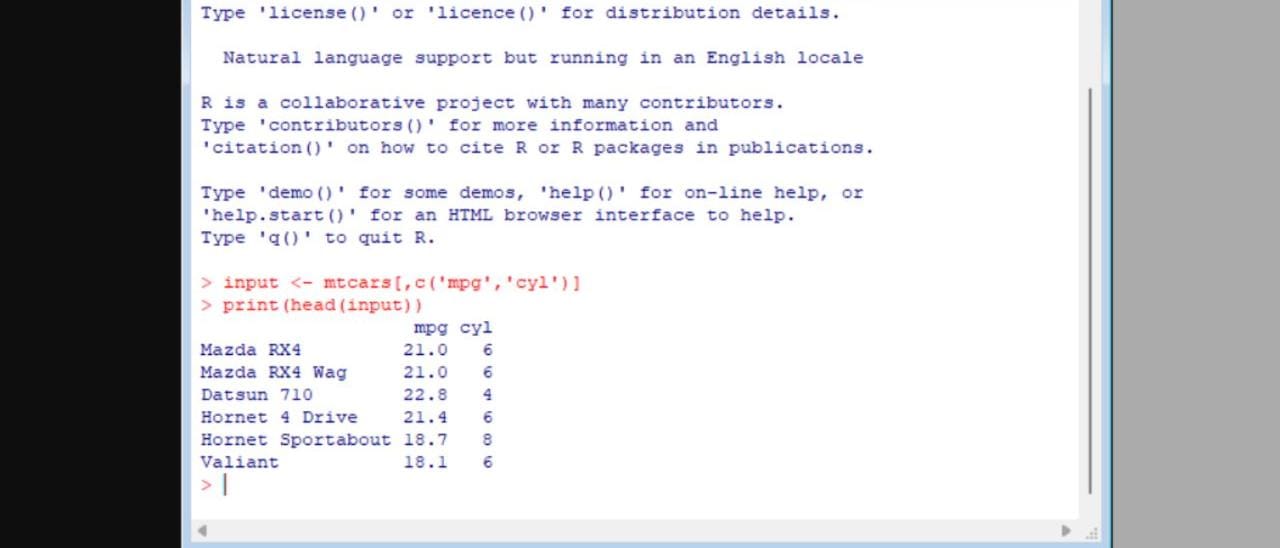 Type 'license()' or 'licence()' for distribution details.
Natural language support but running in an English locale
R is a collaborative project with many contributors.
Type 'contributors()' for more information and
'citation()' on how to cite R or R packages in publications.
Type 'demo()' for some demos, 'help()' for on-line help, or
'help.start()' for an HTML browser interface to help.
Type 'q()' to quit R.
> input <- mtcars[,c('mpg','cyl')]
> print(head(input))
mpg cyl
Mazda RX4 21.0 6
Mazda RX4 Wag 21.0 6
Datsun 710 22.8 4
Hornet 4 Drive 21.4 6
Hornet Sportabout 18.7 8
Valiant 18.1 6
>